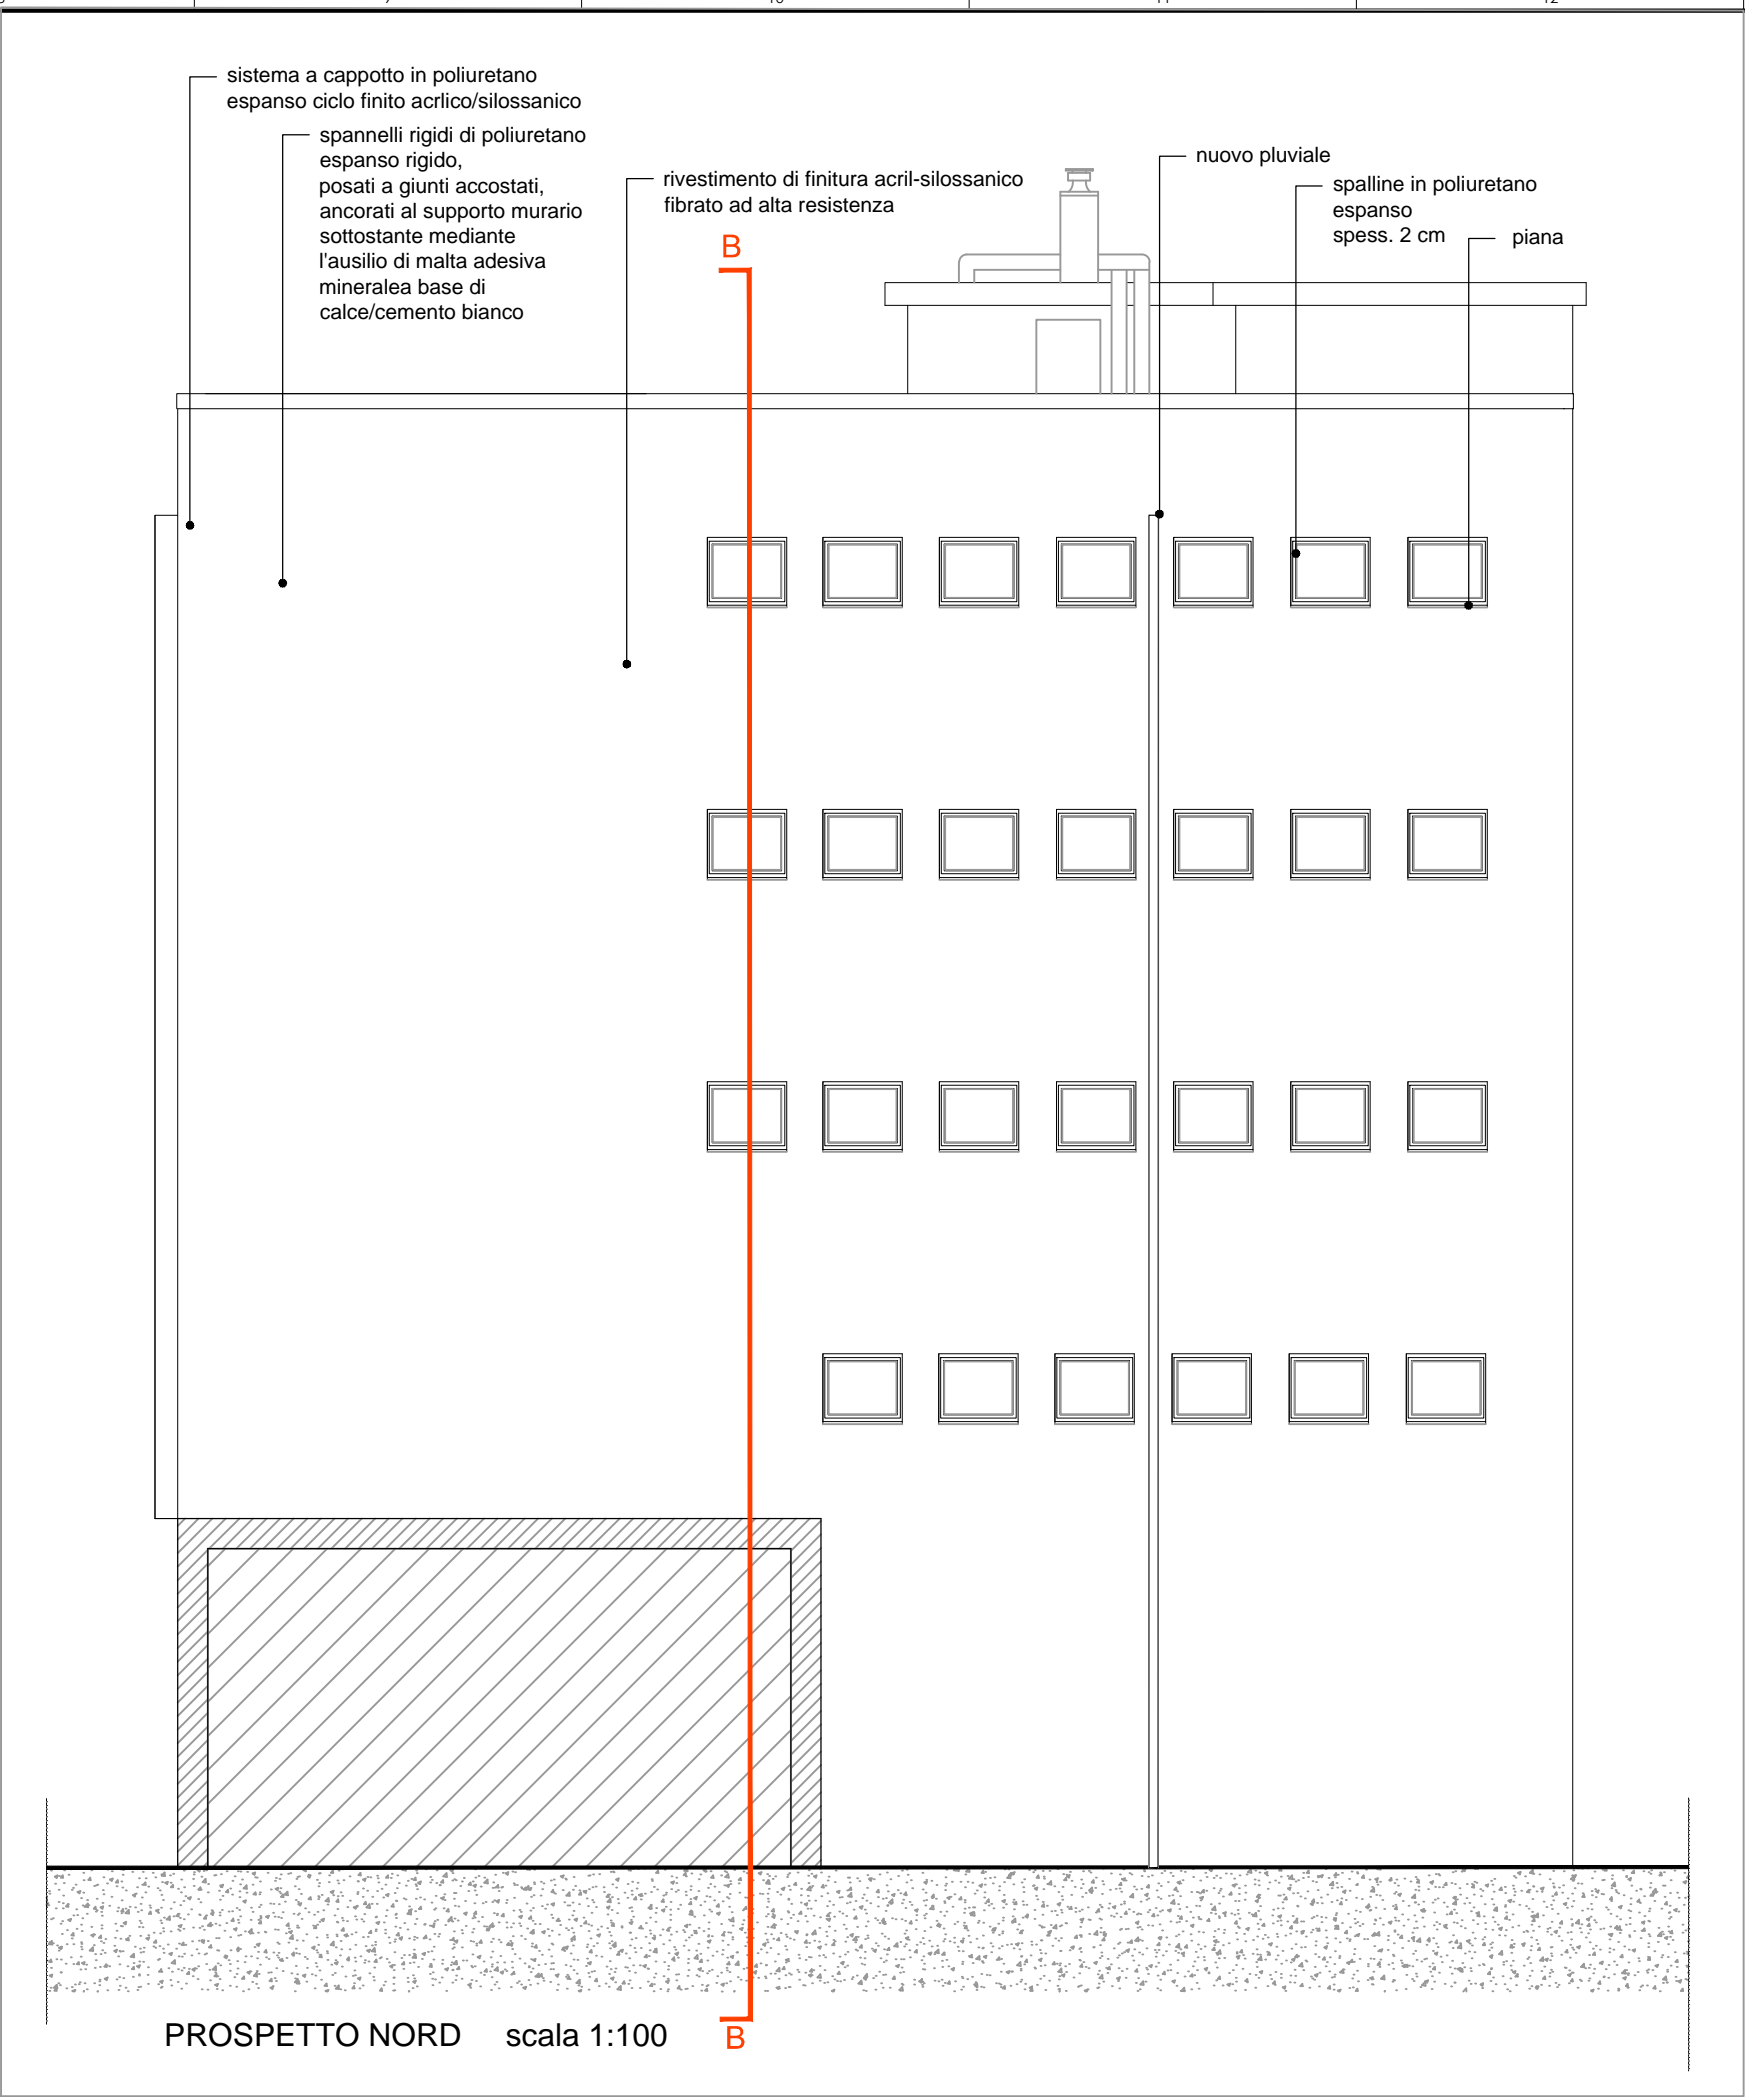 sistema a cappotto in poliuretano
espanso ciclo finito acrlico/silossanico
spannelli rigidi di poliuretano
espanso rigido,
posati a giunti accostati,
ancorati al supporto murario
sottostante mediante
l'ausilio di malta adesiva
mineralea base di
calce/cemento bianco
rivestimento di finitura acril-silossanico
fibrato ad alta resistenza
nuovo pluviale
spalline in poliuretano
espanso
spess. 2 cm
piana
B
PROSPETTO NORD scala 1:100
B